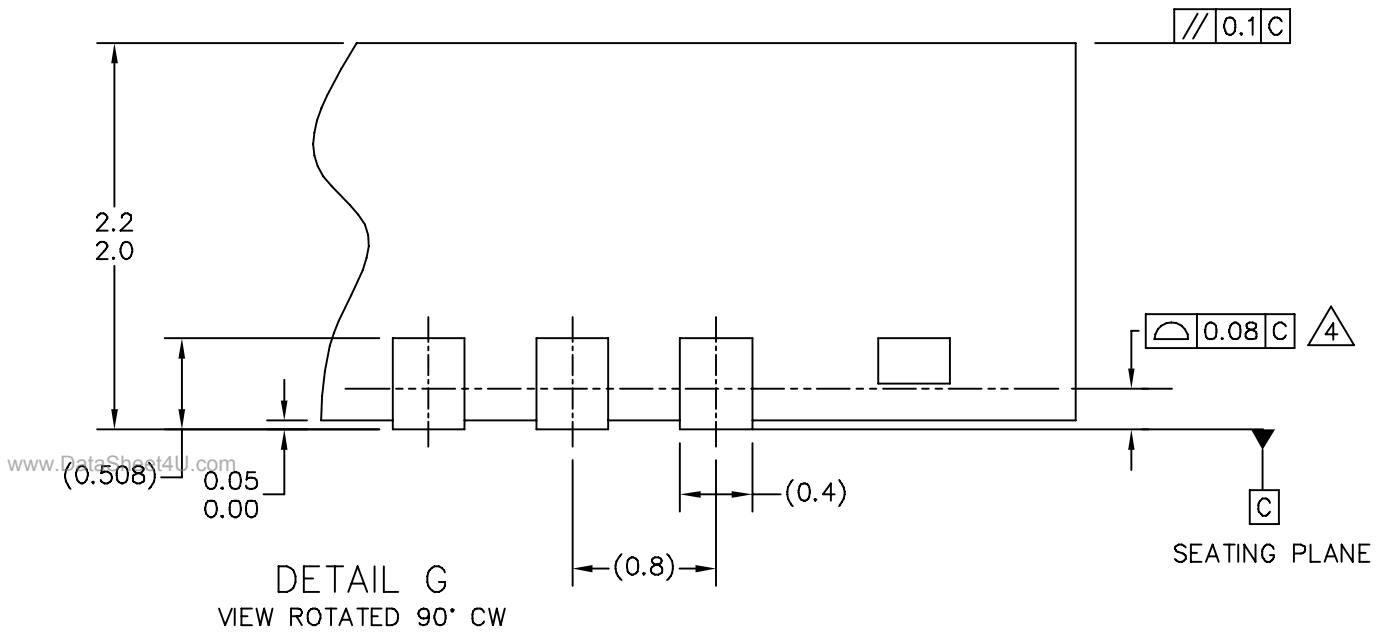 // 0.1 C
2.2
2.0
0.08 C 4
www.DataSheet4U.com
(0.508)
0.05
0.00
(0.4)
C
(0.8)
SEATING PLANE
DETAIL G
VIEW ROTATED 90° CW